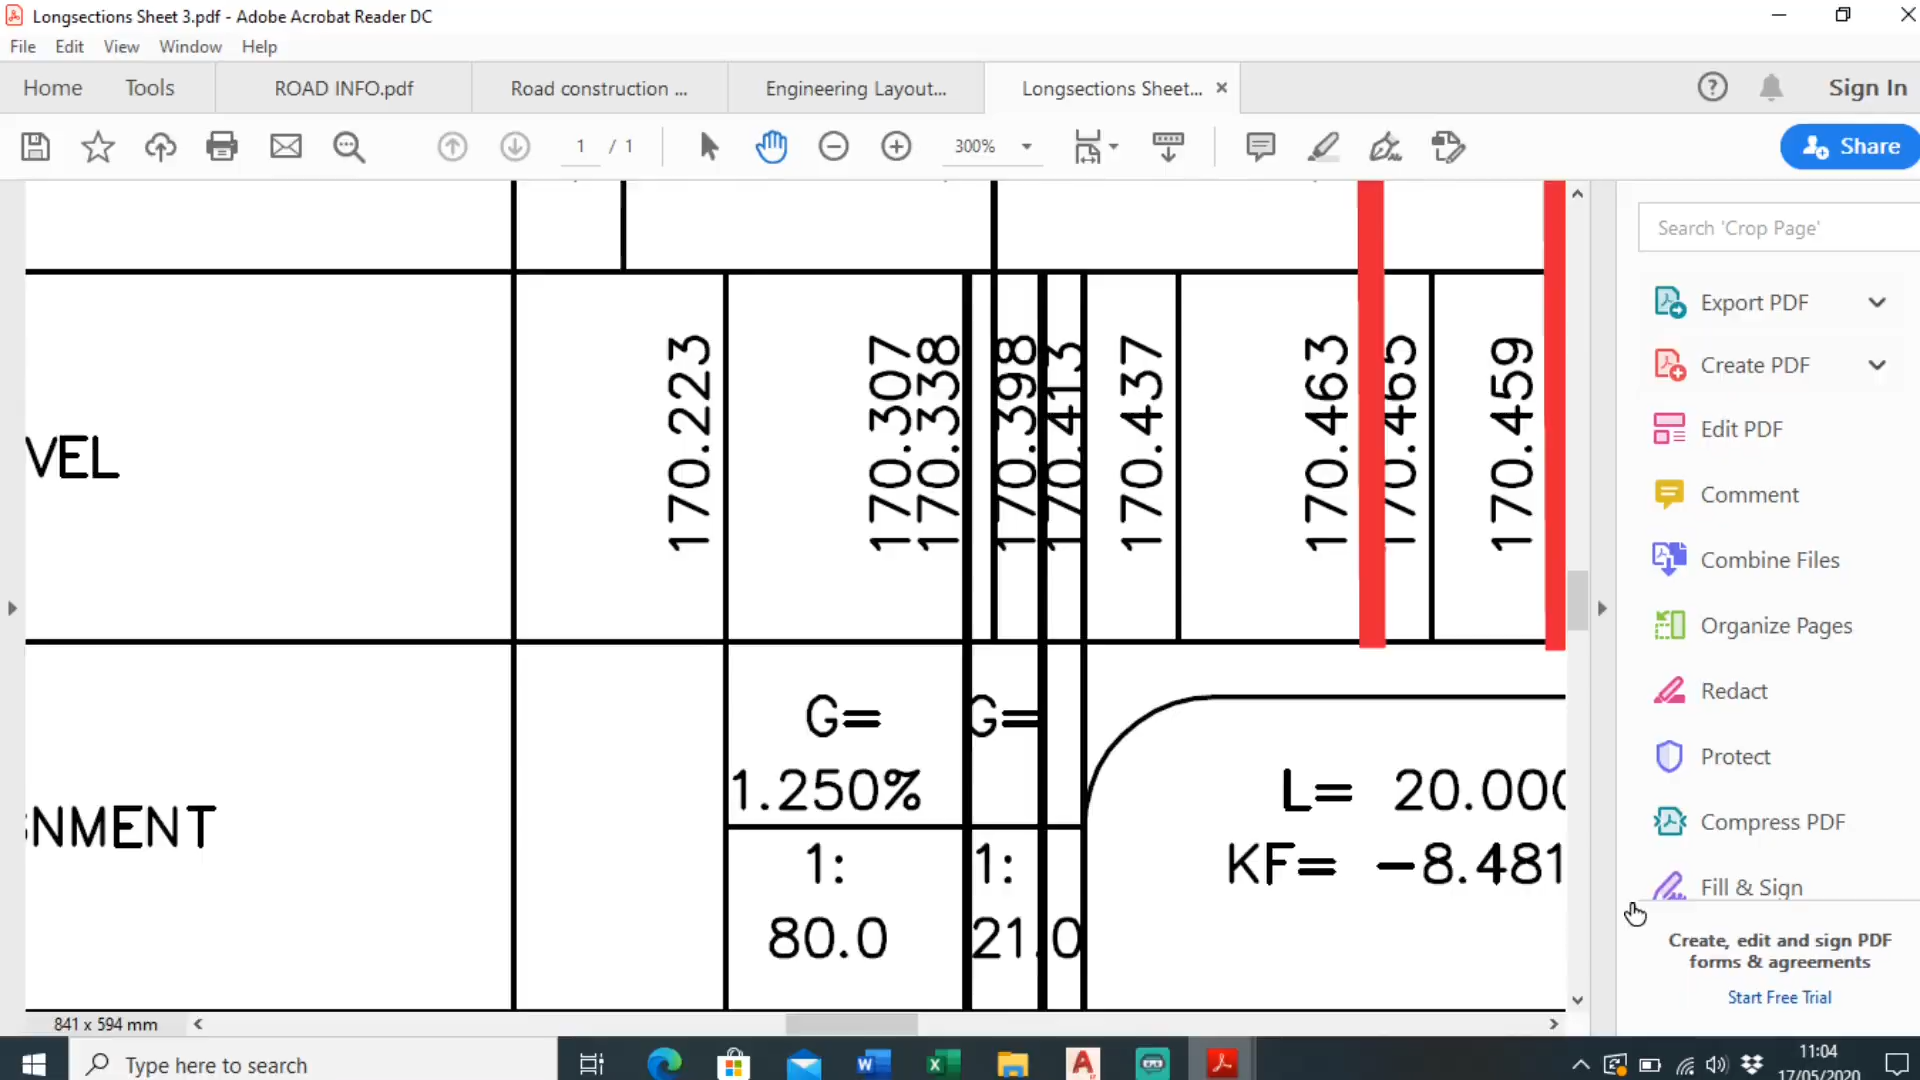 Longsections Sheet 3.pdf - Adobe Acrobat Reader DC
File Edit View Window Help
Home Tools ROAD INFO.pdf Road construction ... Engineering Layout... Longsections Sheet... × Sign In
1 / 1 300% Share
Search 'Crop Page'
Export PDF
Create PDF
Edit PDF
Comment
Combine Files
Organize Pages
Redact
Protect
Compress PDF
Fill & Sign
Create, edit and sign PDF
forms & agreements
Start Free Trial
VEL
170.223
170.307
170.338
170.398
170.413
170.437
170.463
170.465
170.459
NMENT
G=
1.250%
1:
80.0
G=
1:
21.0
L= 20.000
KF= -8.481
841 x 594 mm
Type here to search
11:04
17/05/2020